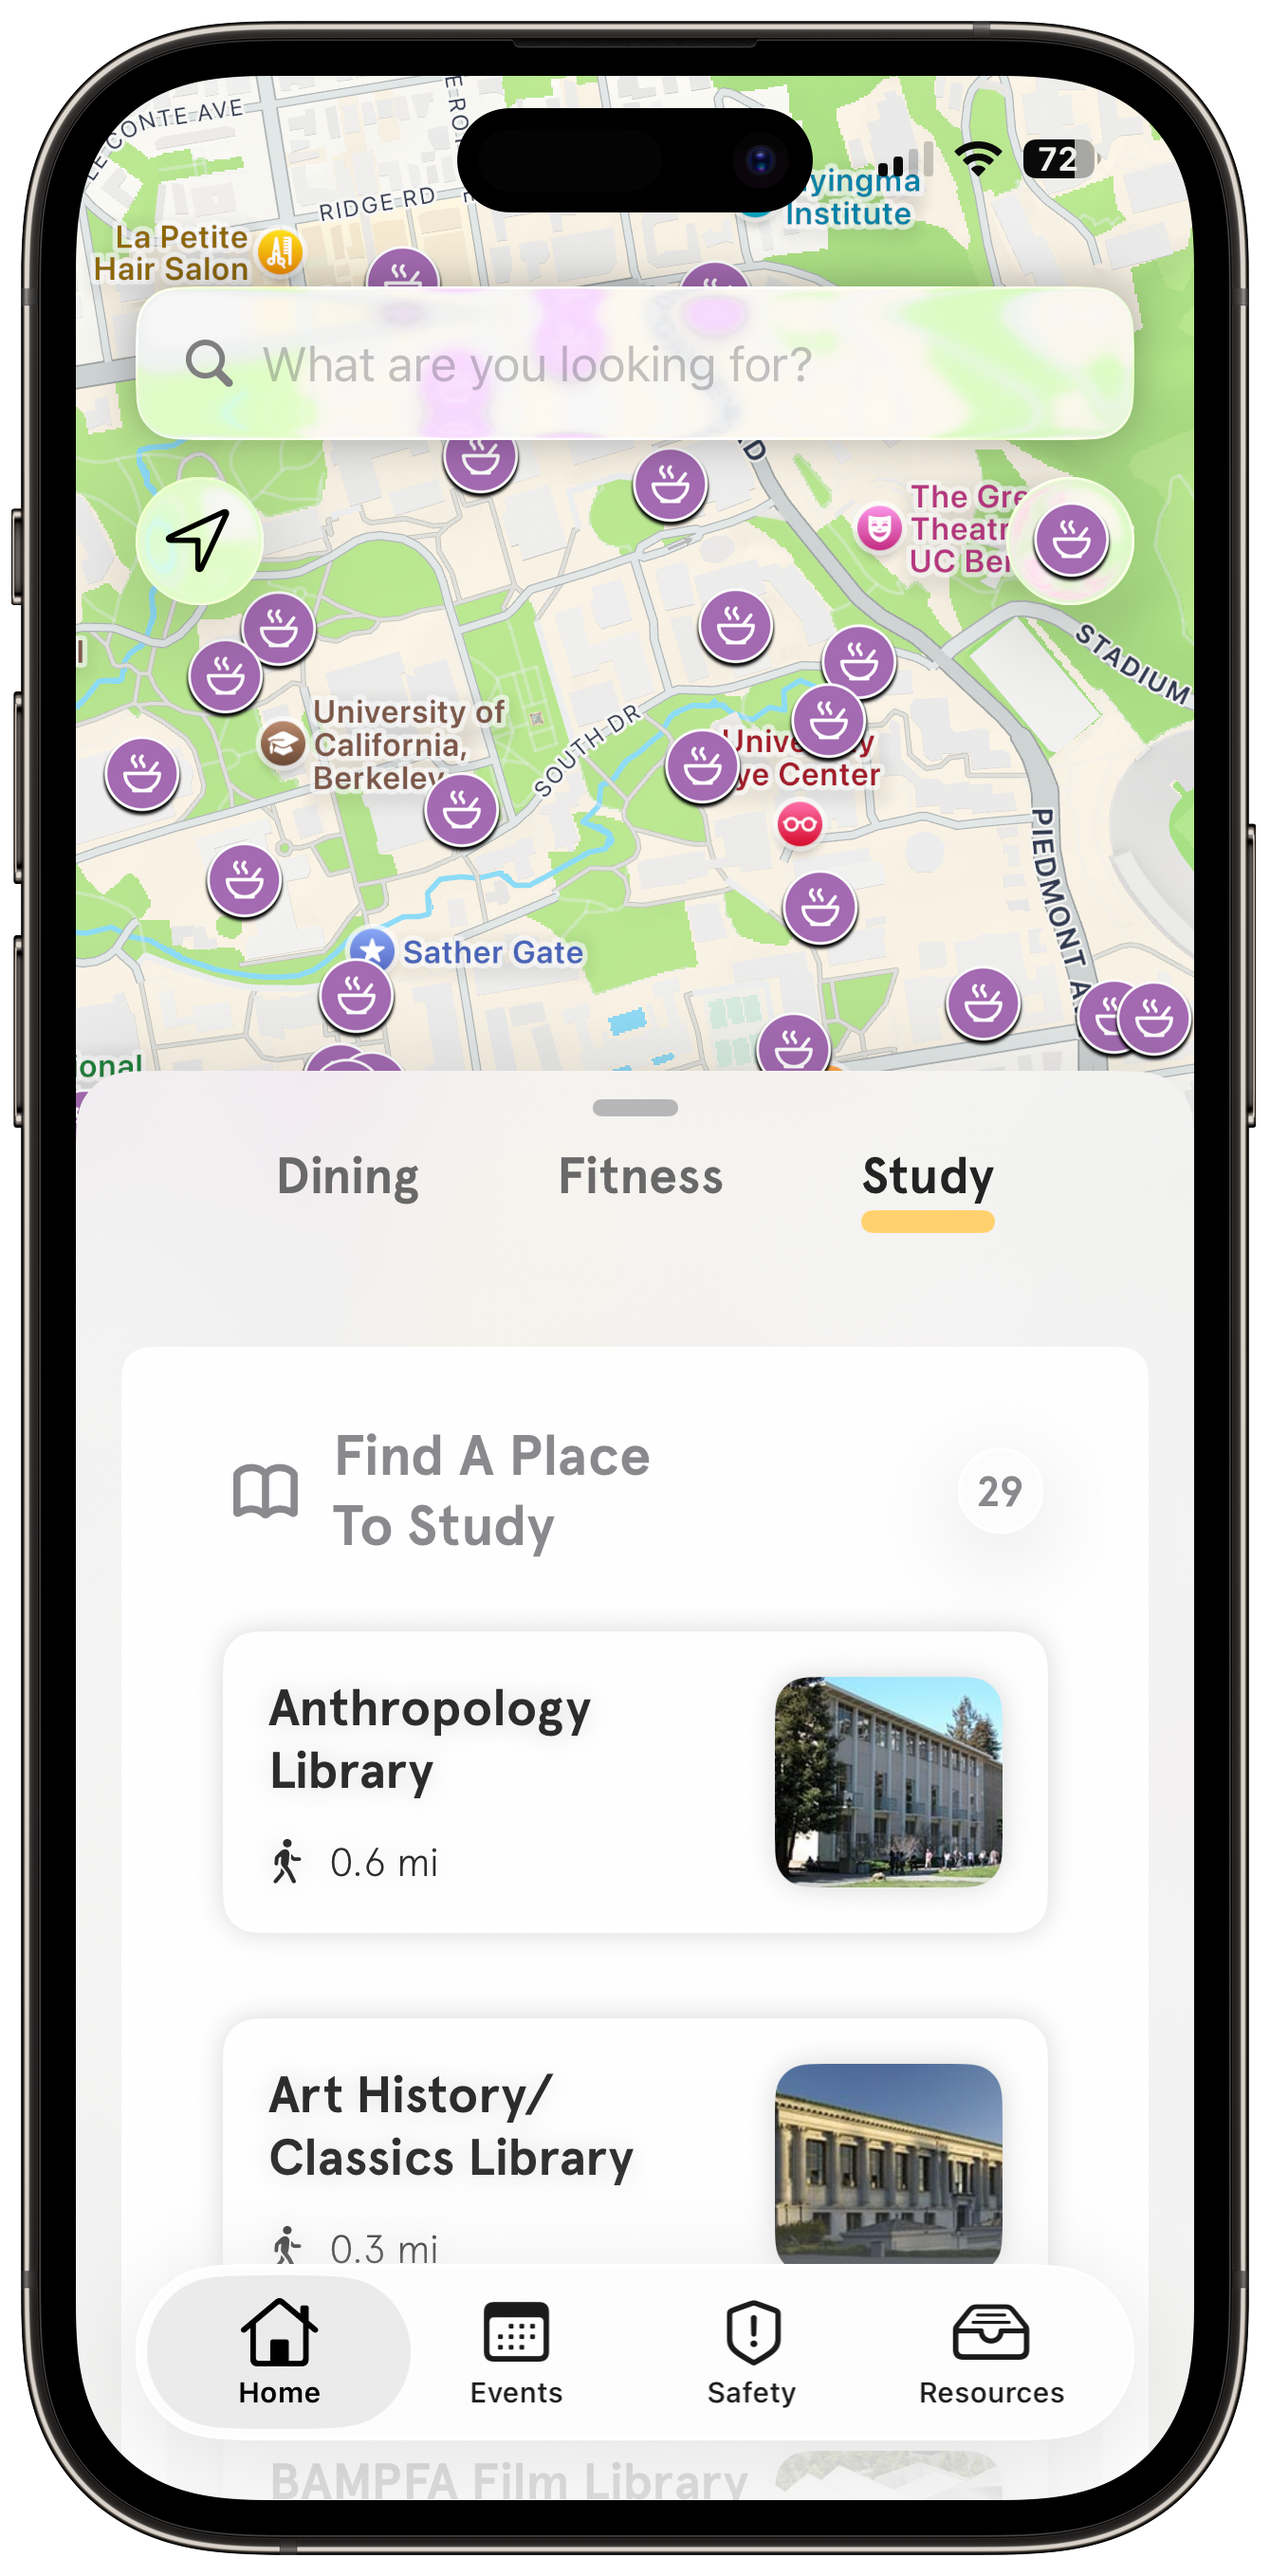 LE CONTE AVE
RIDGE RD
72
yingma
Institute
La Petite
Hair Salon
What are you looking for?
The Gre
Theatr
UC Ber
STADIUM
University of
California,
Berkeley
SOUTH DR
ye Center
PIEDMONT A
Sather Gate
onal
Dining
Fitness
Study
Find A Place
To Study
29
Anthropology
Library
0.6 mi
Art History/
Classics Library
0.3 mi
Home
Events
Safety
Resources
BAMPFA Film Library